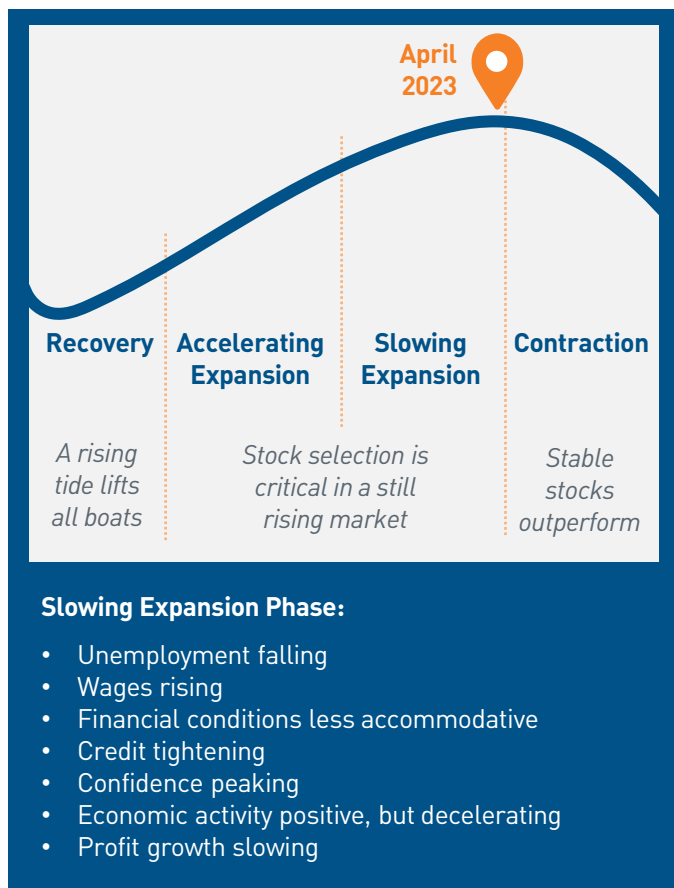 April
2023
Recovery
Accelerating
Expansion
Slowing
Expansion
Contraction
A rising
tide lifts
all boats
Stock selection is
critical in a still
rising market
Stable
stocks
outperform
Slowing Expansion Phase:
• Unemployment falling
• Wages rising
• Financial conditions less accommodative
• Credit tightening
• Confidence peaking
• Economic activity positive, but decelerating
• Profit growth slowing